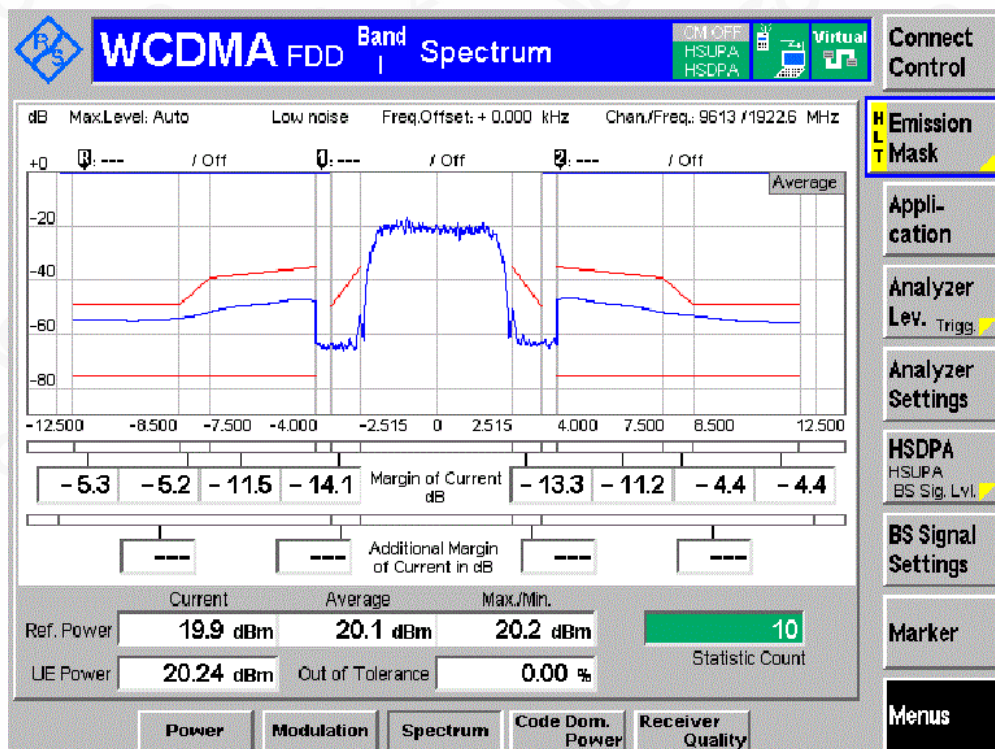 R/S
WCDMA FDD Band I Spectrum
CM OFF
HSUPA
HSDPA
Virtual
Connect Control
dB Max.Level: Auto Low noise Freq.Offset: + 0.000 kHz Chan./Freq.: 9613 / 1922.6 MHz
HLT
Emission Mask
+0 R: --- / Off 1: --- / Off 2: --- / Off
Average
-20
-40
-60
-80
Appli-
cation
Analyzer
Lev. Trigg.
Analyzer
Settings
-12.500 -8.500 -7.500 -4.000 -2.515 0 2.515 4.000 7.500 8.500 12.500
HSDPA
HSUPA
BS Sig. Lvl.
- 5.3 - 5.2 - 11.5 - 14.1 Margin of Current dB - 13.3 - 11.2 - 4.4 - 4.4
--- --- Additional Margin of Current in dB --- ---
BS Signal
Settings
Current Average Max./Min.
Ref. Power 19.9 dBm 20.1 dBm 20.2 dBm 10
Statistic Count
UE Power 20.24 dBm Out of Tolerance 0.00 %
Marker
Menus
Power Modulation Spectrum Code Dom. Power Receiver Quality